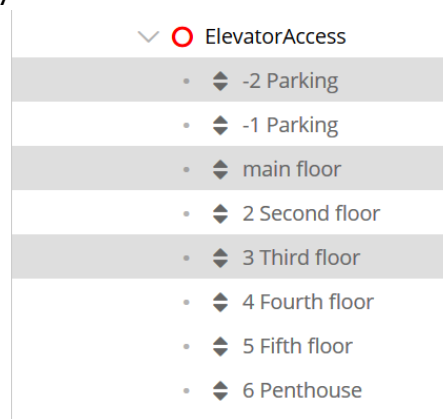 ElevatorAccess
-2 Parking
-1 Parking
main floor
2 Second floor
3 Third floor
4 Fourth floor
5 Fifth floor
6 Penthouse